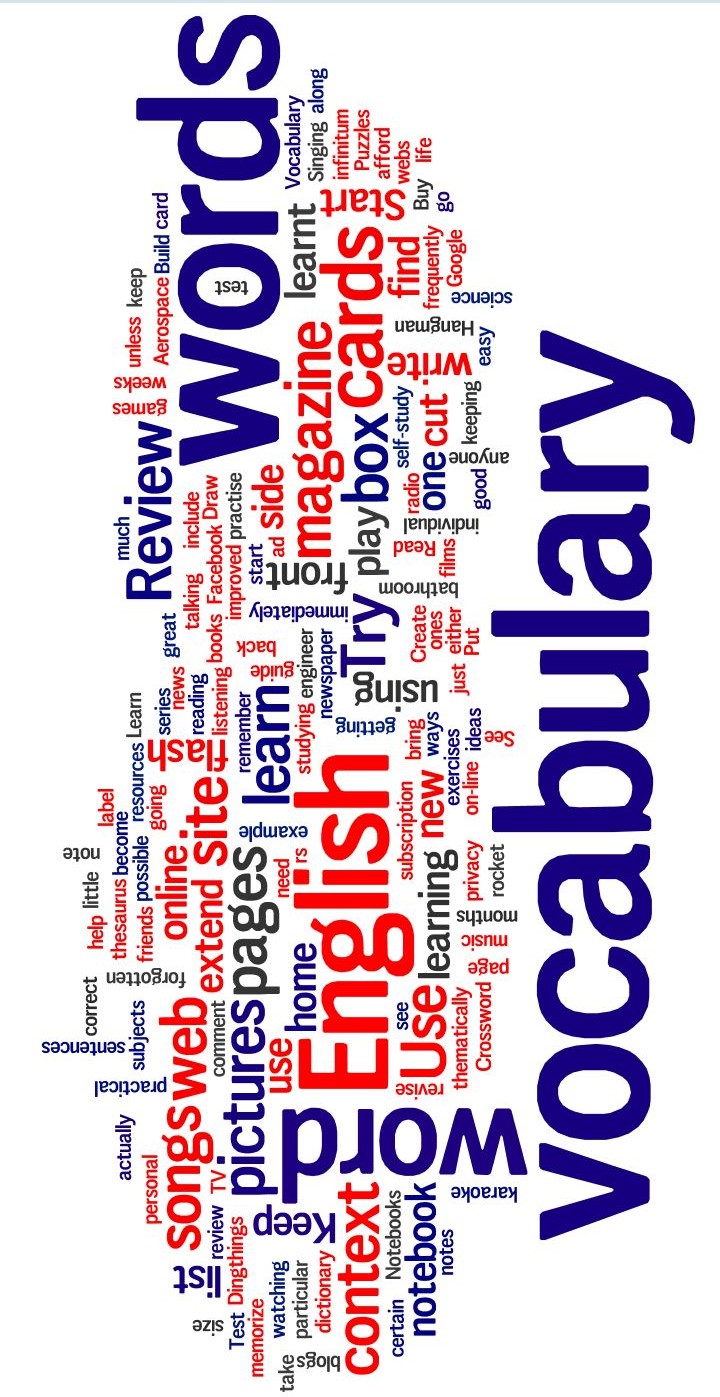 words
Vocabulary
along
Singing
infinitum
Puzzles
afford
webs
life
Start
Buy
go
card
Build
keep
unless
Aerospace
test
learnt
cards
find
frequently
Google
science
Hangman
write
easy
weeks
games
magazine
box
self-study
cut
keeping
anyone
one
radio
good
individual
Review
much
include
Draw
Facebook
practise
side
ad
start
improved
talking
front
play
Read
films
bathroom
immediately
Try
Create
ones
either
Put
just
great
books
back
guide
engineer
newspaper
using
vocabulary
Learn
series
news
reading
listening
remember
learn
studying
getting
bring
ways
exercises
ideas
See
on-line
flash
resources
going
label
site
example
English
subscription
new
note
little
become
possible
thesaurus
help
friends
online
extend
pages
need
rs
learning
privacy
rocket
months
music
page
forgotten
correct
subjects
sentences
practical
web
comment
pictures
home
use
see
Use
thematically
Crossword
revise
actually
personal
songs
TV
word
karaoke
review
list
Keep
Dingthings
size
Test
memorize
watching
particular
dictionary
context
Notebooks
notebook
notes
certain
take
blogs